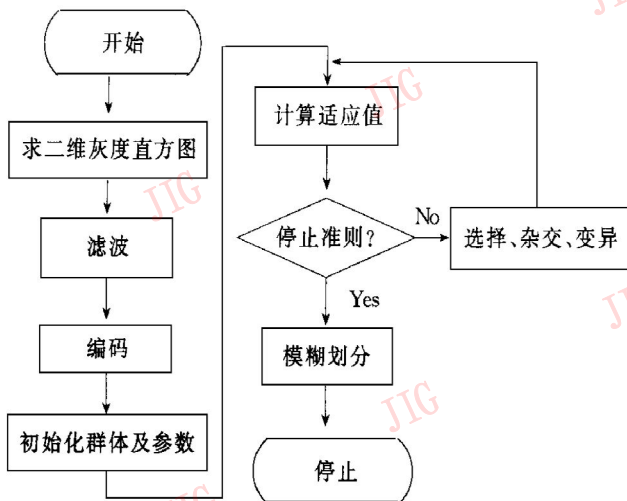 开始
求二维灰度直方图
滤波
编码
初始化群体及参数
计算适应值
停止准则?
No
选择、杂交、变异
Yes
模糊划分
停止
JIG
JIG
JIG
JIG